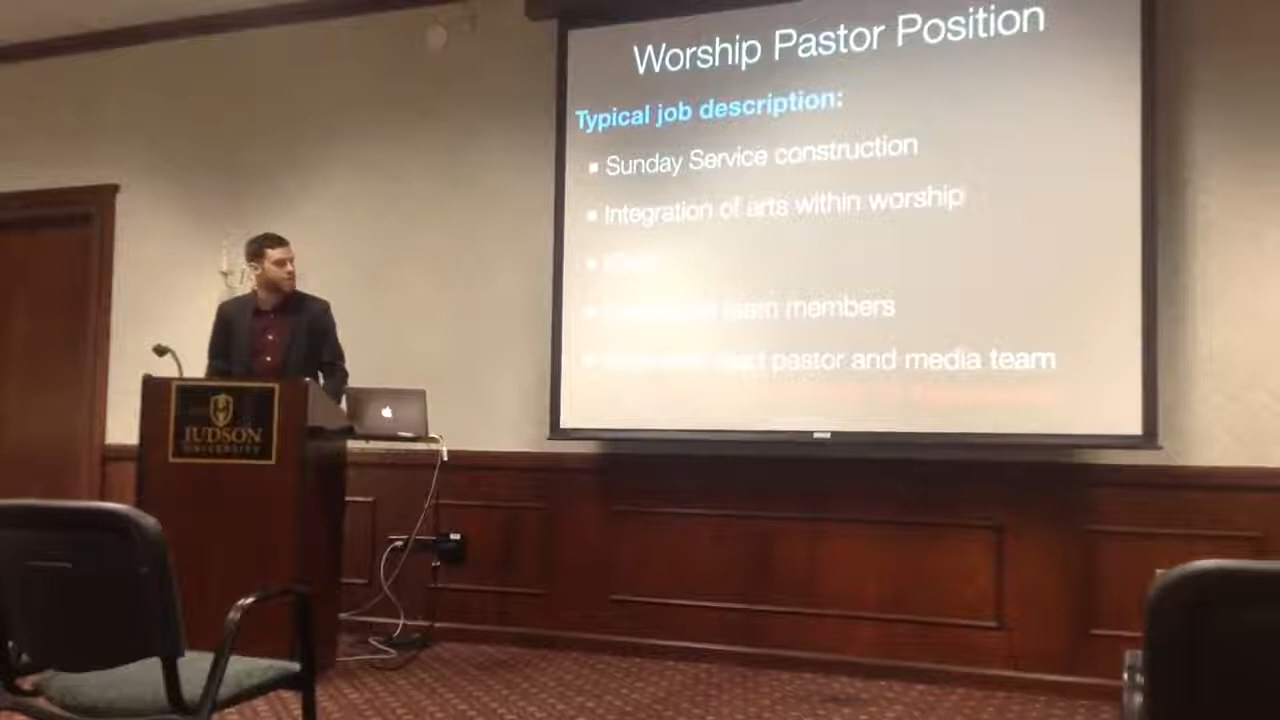 Worship Pastor Position
Typical job description:
Sunday Service construction
Integration of arts within worship
team members
pastor and media team
JUDSON
UNIVERSITY